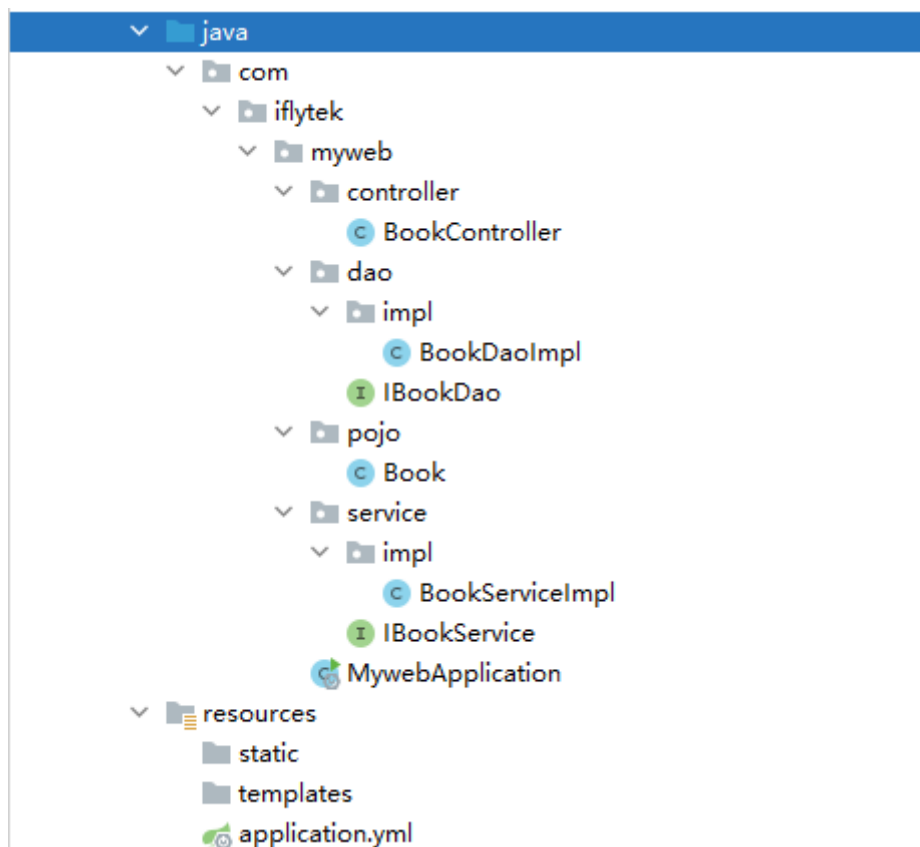 java
com
iflytek
myweb
controller
BookController
dao
impl
BookDaoImpl
IBookDao
pojo
Book
service
impl
BookServiceImpl
IBookService
MywebApplication
resources
static
templates
application.yml